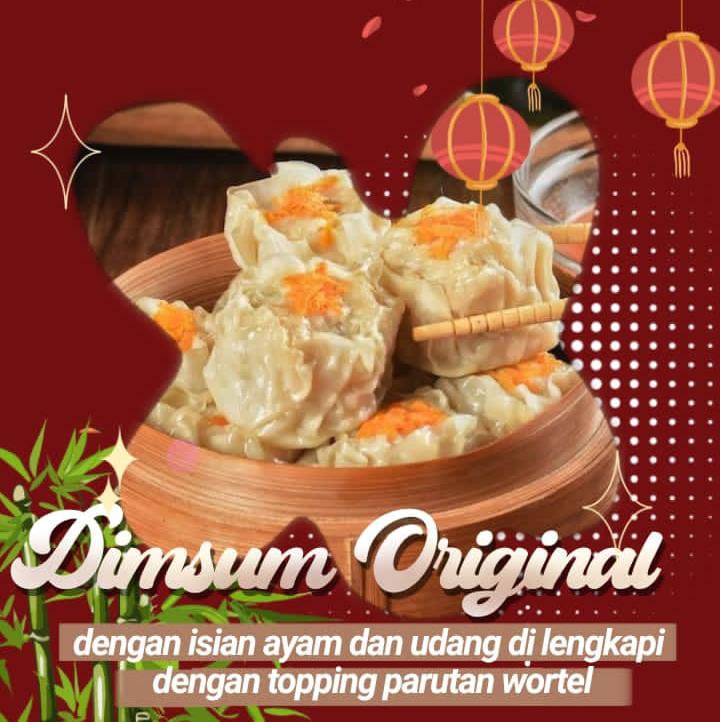 Dimsum Original
dengan isian ayam dan udang di lengkapi
dengan topping parutan wortel